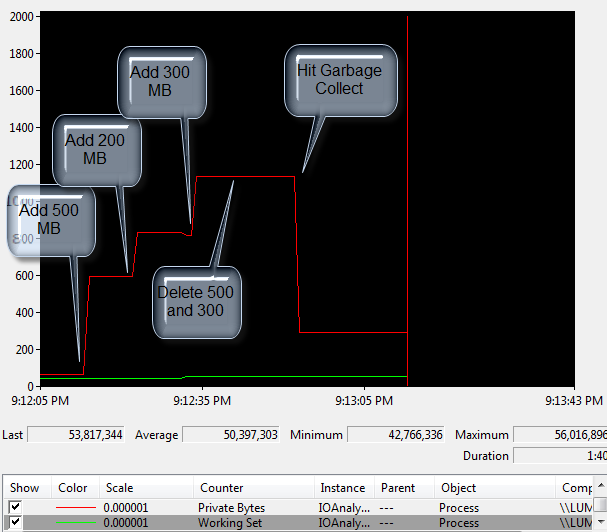 2000
1800
1600
1400
1200
800
600
400
200
0
Add 300
MB
Hit Garbage
Collect
Add 200
MB
Add 500
MB
Delete 500
and 300
9:12:05 PM
9:12:35 PM
9:13:05 PM
9:13:43 PM
Last 53,817,344 Average 50,397,303 Minimum 42,766,336 Maximum 56,016,896
Duration 1:40
Show Color Scale Counter Instance Parent Object Comp
0.000001 Private Bytes IOAnaly... --- Process \\LUM
0.000001 Working Set IOAnaly... --- Process \\LUM